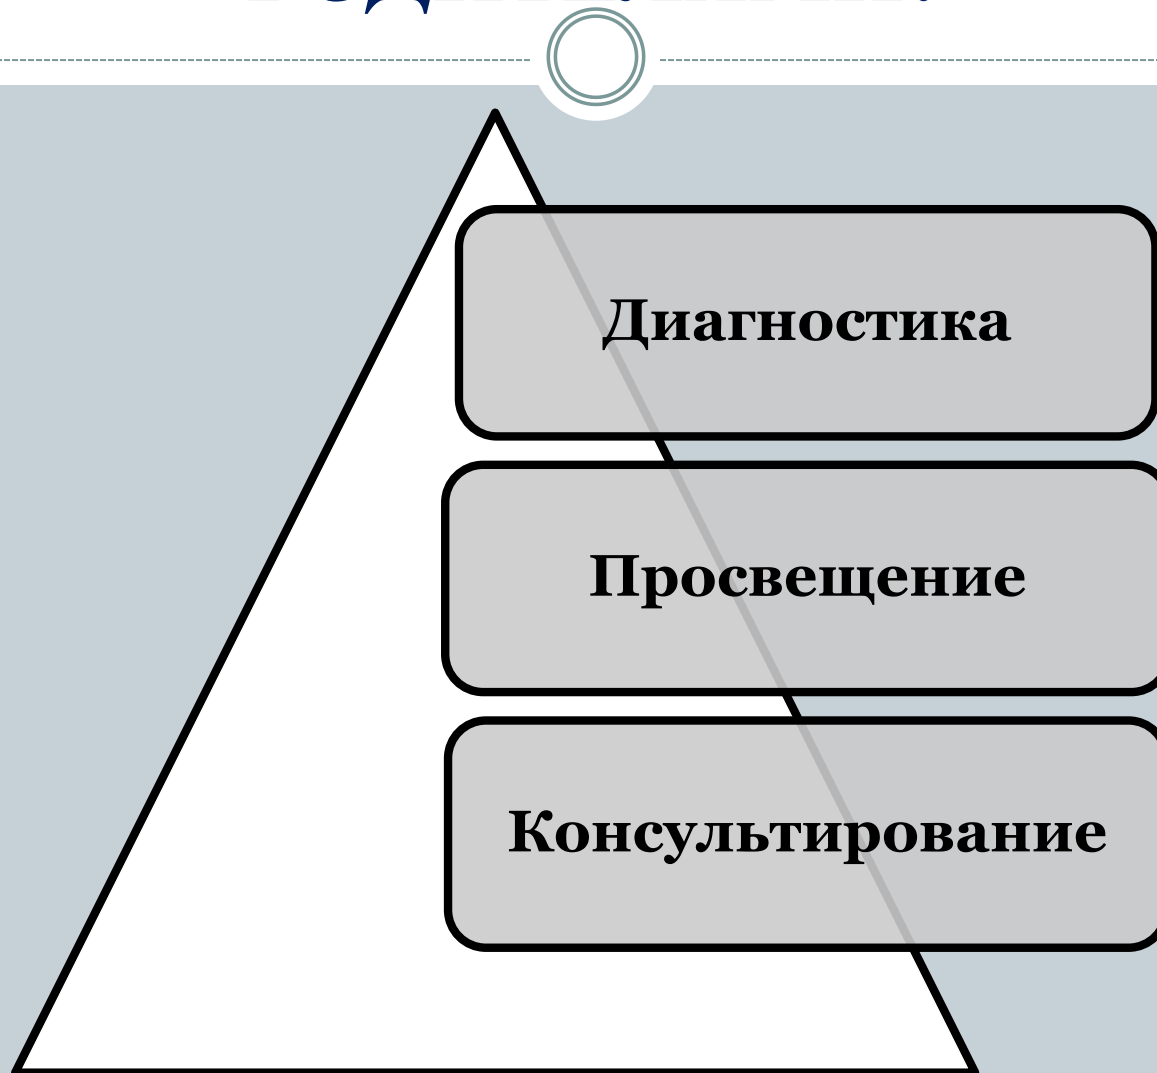 Диагностика
Просвещение
Консультирование